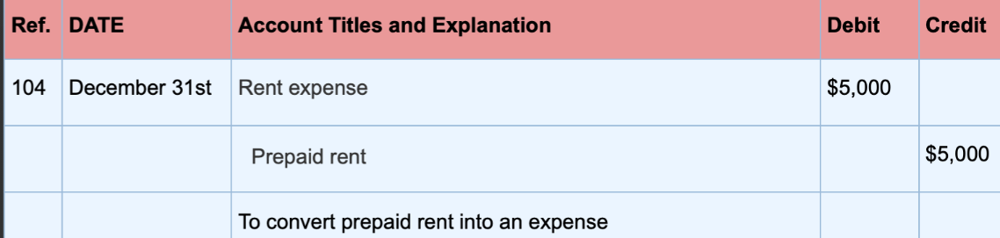 Ref. DATE Account Titles and Explanation Debit Credit
104 December 31st Rent expense $5,000
Prepaid rent $5,000
To convert prepaid rent into an expense